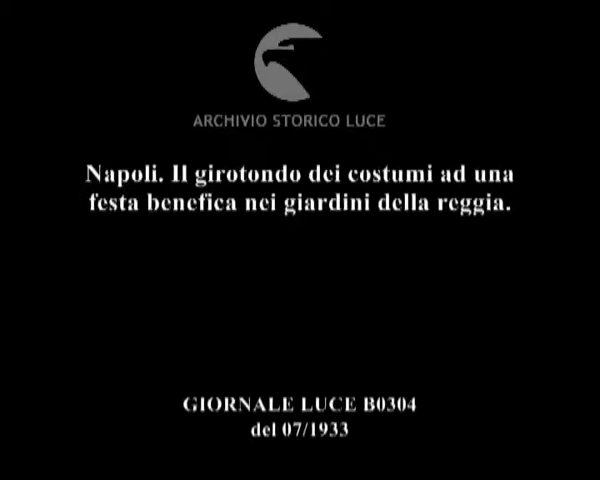 ARCHIVIO STORICO LUCE
Napoli. Il girotondo dei costumi ad una
festa benefica nei giardini della reggia.
GIORNALE LUCE B0304
del 07/1933